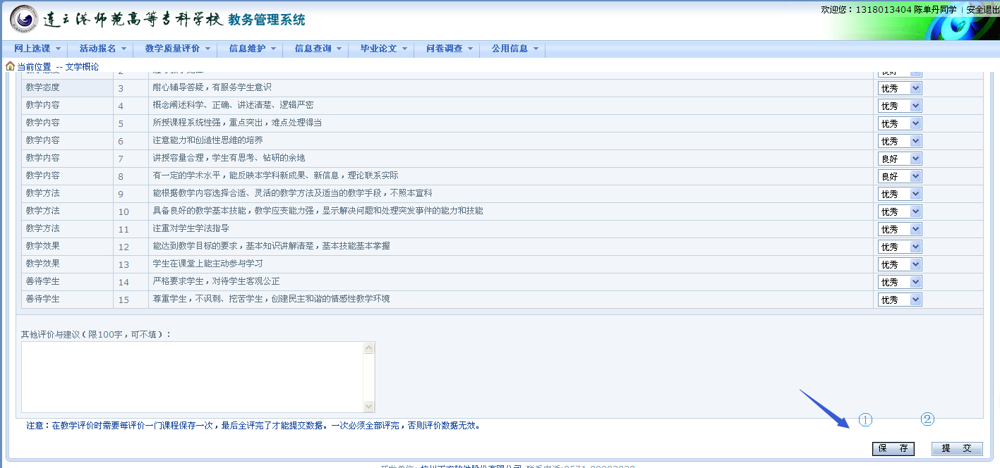 连云港师范高等专科学校 教务管理系统
欢迎您：1318013404 陈单丹同学 | 安全退出
网上选课 活动报名 教学质量评价 信息维护 信息查询 毕业论文 问卷调查 公用信息
当前位置 -- 文学概论
教学态度 3 耐心辅导答疑，有服务学生意识 优秀
教学内容 4 概念阐述科学、正确、讲述清楚、逻辑严密 优秀
教学内容 5 所授课程系统性强，重点突出，难点处理得当 优秀
教学内容 6 注意能力和创造性思维的培养 优秀
教学内容 7 讲授容量合理，学生有思考、钻研的余地 良好
教学内容 8 有一定的学术水平，能反映本学科新成果、新信息，理论联系实际 良好
教学方法 9 能根据教学内容选择合适、灵活的教学方法及适当的教学手段，不照本宣科 优秀
教学方法 10 具备良好的教学基本技能，教学应变能力强，显示解决问题和处理突发事件的能力和技能 优秀
教学方法 11 注重对学生学法指导 优秀
教学效果 12 能达到教学目标的要求，基本知识讲解清楚，基本技能基本掌握 优秀
教学效果 13 学生在课堂上能主动参与学习 优秀
善待学生 14 严格要求学生，对待学生客观公正 优秀
善待学生 15 尊重学生，不讽刺、挖苦学生，创建民主和谐的情感性教学环境 优秀
其他评价与建议（限100字，可不填）：
注意：在教学评价时需要每评价一门课程保存一次，最后全评完了才能提交数据。一次必须全部评完，否则评价数据无效。
① ②
保 存 提 交